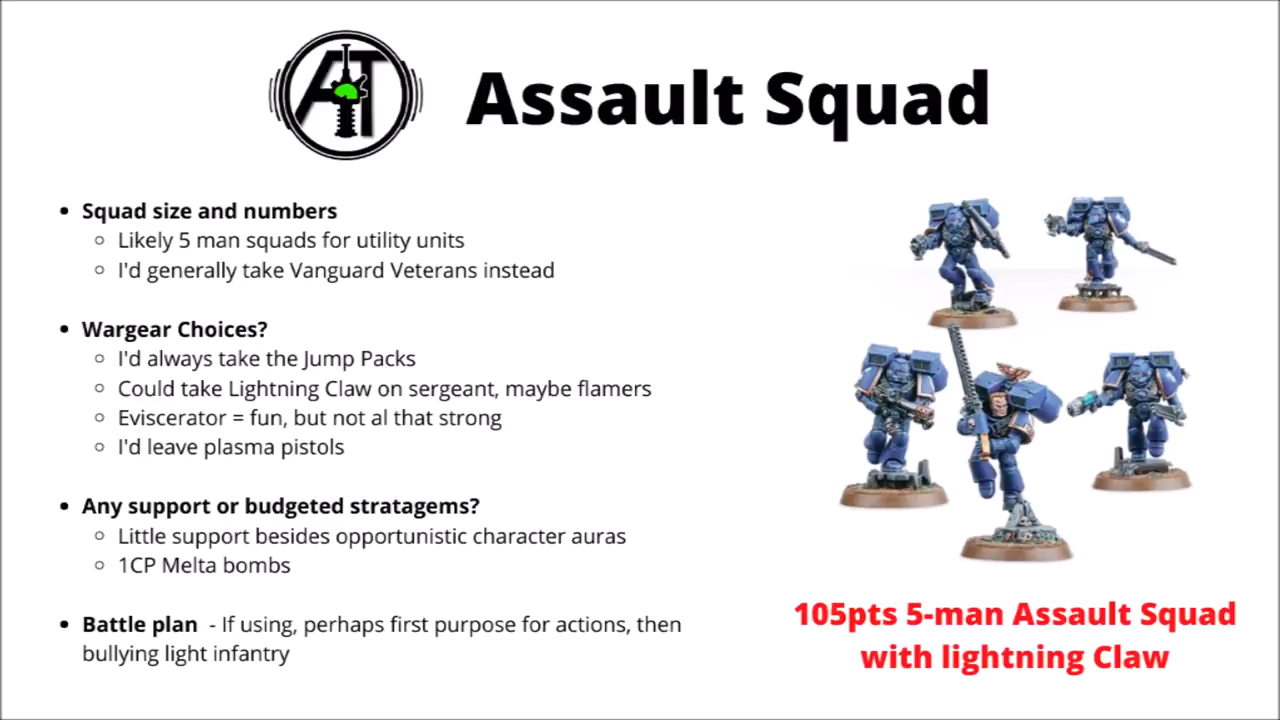 AT
Assault Squad
• Squad size and numbers
○ Likely 5 man squads for utility units
○ I'd generally take Vanguard Veterans instead
• Wargear Choices?
○ I'd always take the Jump Packs
○ Could take Lightning Claw on sergeant, maybe flamers
○ Eviscerator = fun, but not al that strong
○ I'd leave plasma pistols
• Any support or budgeted stratagems?
○ Little support besides opportunistic character auras
○ 1CP Melta bombs
• Battle plan - If using, perhaps first purpose for actions, then
bullying light infantry
105pts 5-man Assault Squad
with lightning Claw